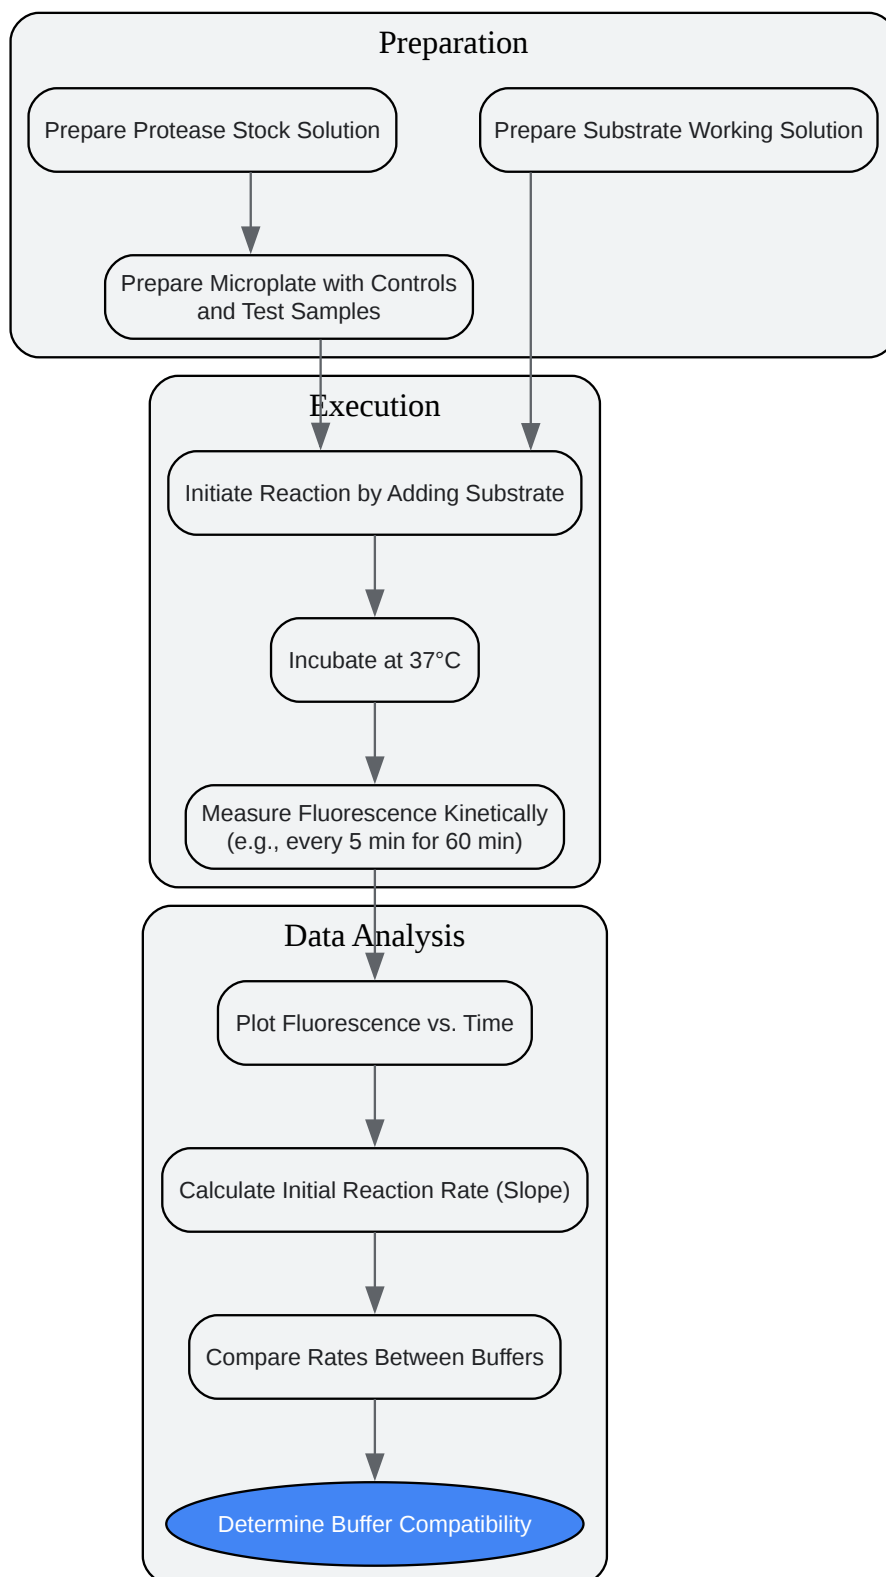 Preparation
Prepare Protease Stock Solution
Prepare Substrate Working Solution
Prepare Microplate with Controls
and Test Samples
Execution
Initiate Reaction by Adding Substrate
Incubate at 37°C
Measure Fluorescence Kinetically
(e.g., every 5 min for 60 min)
Data Analysis
Plot Fluorescence vs. Time
Calculate Initial Reaction Rate (Slope)
Compare Rates Between Buffers
Determine Buffer Compatibility